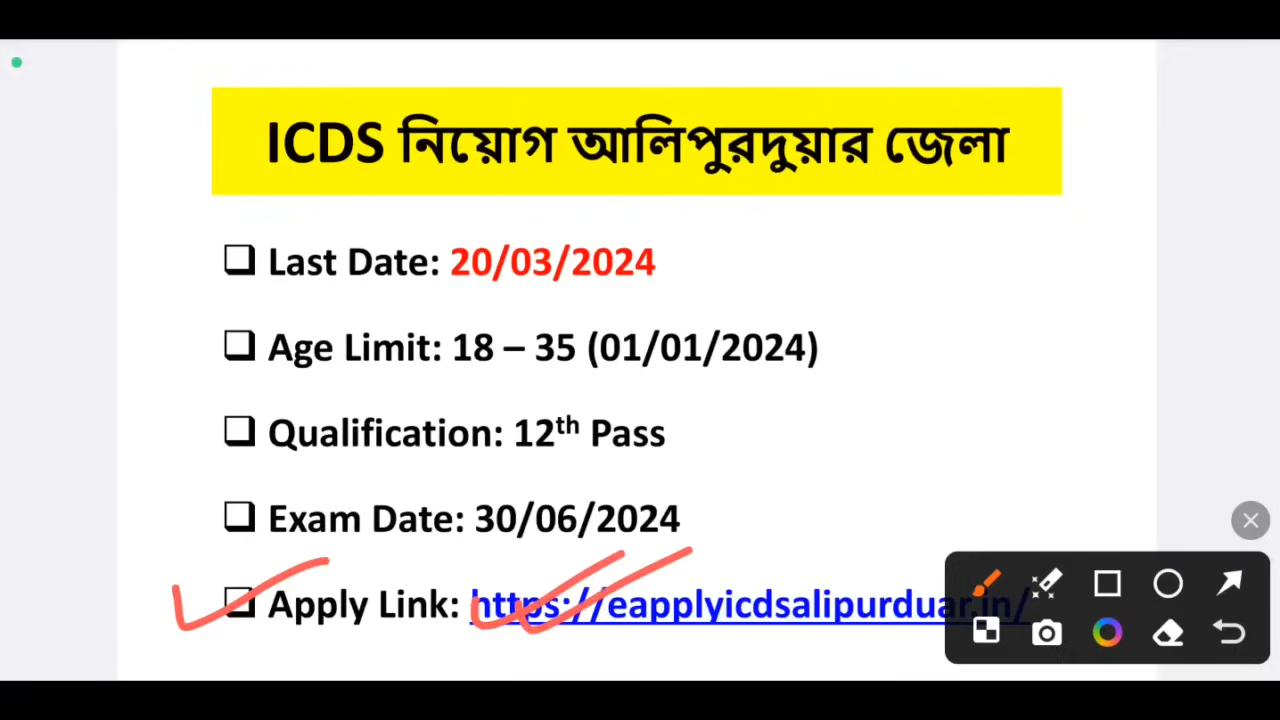 ICDS নিয়োগ আলিপুরদুয়ার জেলা
Last Date: 20/03/2024
Age Limit: 18 – 35 (01/01/2024)
Qualification: 12th Pass
Exam Date: 30/06/2024
Apply Link: https://eapplyicdsalipurduar.in/